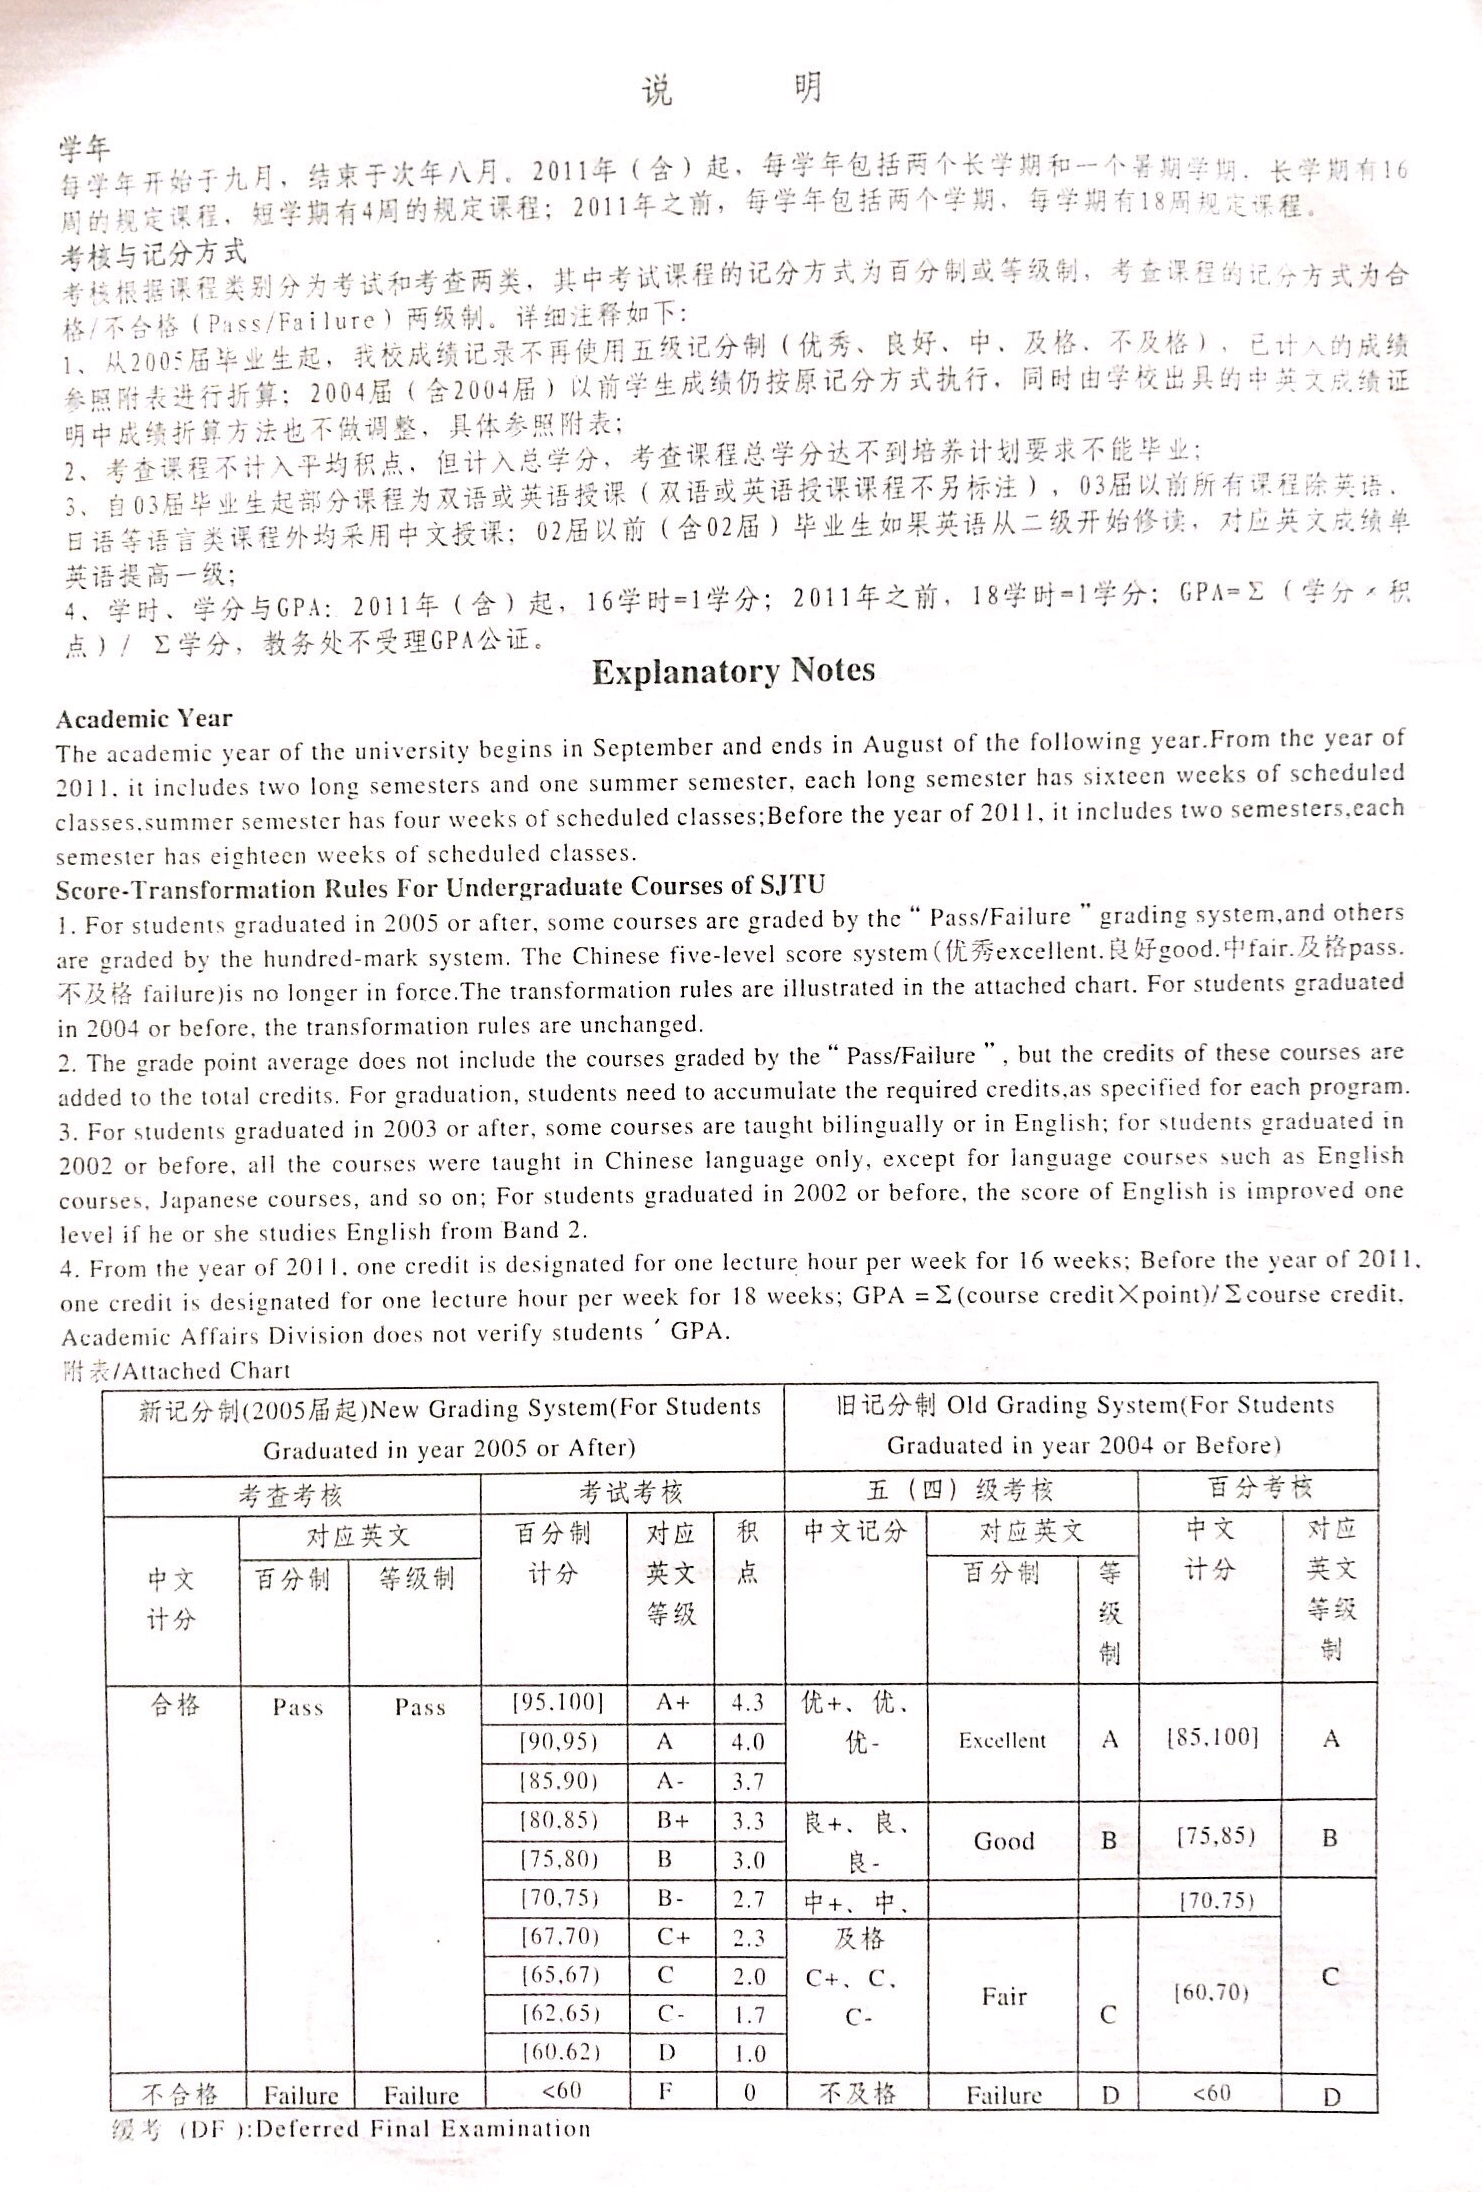 说 明
学年
每学年开始于九月，结束于次年八月。2011年（含）起，每学年包括两个长学期和一个暑期学期，长学期有16
周的规定课程，短学期有4周的规定课程；2011年之前，每学年包括两个学期，每学期有18周规定课程。
考核与记分方式
考核根据课程类别分为考试和考查两类，其中考试课程的记分方式为百分制或等级制，考查课程的记分方式为合
格/不合格（Pass/Failure）两级制。详细注释如下：
1、从2005届毕业生起，我校成绩记录不再使用五级记分制（优秀、良好、中、及格、不及格），已计入的成绩
参照附表进行折算；2004届（含2004届）以前学生成绩仍按原记分方式执行，同时由学校出具的中英文成绩证
明中成绩折算方法也不做调整，具体参照附表；
2、考查课程不计入平均积点，但计入总学分，考查课程总学分达不到培养计划要求不能毕业；
3、自03届毕业生起部分课程为双语或英语授课（双语或英语授课课程不另标注），03届以前所有课程除英语、
日语等语言类课程外均采用中文授课；02届以前（含02届）毕业生如果英语从二级开始修读，对应英文成绩单
英语提高一级；
4、学时、学分与GPA：2011年（含）起，16学时=1学分；2011年之前，18学时=1学分；GPA=Σ（学分×积
点）/ Σ学分，教务处不受理GPA公证。
Explanatory Notes
Academic Year
The academic year of the university begins in September and ends in August of the following year.From the year of
2011, it includes two long semesters and one summer semester, each long semester has sixteen weeks of scheduled
classes,summer semester has four weeks of scheduled classes;Before the year of 2011, it includes two semesters,each
semester has eighteen weeks of scheduled classes.
Score-Transformation Rules For Undergraduate Courses of SJTU
1. For students graduated in 2005 or after, some courses are graded by the “ Pass/Failure ” grading system,and others
are graded by the hundred-mark system. The Chinese five-level score system(优秀excellent.良好good.中fair.及格pass.
不及格 failure)is no longer in force.The transformation rules are illustrated in the attached chart. For students graduated
in 2004 or before, the transformation rules are unchanged.
2. The grade point average does not include the courses graded by the “ Pass/Failure ”, but the credits of these courses are
added to the total credits. For graduation, students need to accumulate the required credits,as specified for each program.
3. For students graduated in 2003 or after, some courses are taught bilingually or in English; for students graduated in
2002 or before, all the courses were taught in Chinese language only, except for language courses such as English
courses, Japanese courses, and so on; For students graduated in 2002 or before, the score of English is improved one
level if he or she studies English from Band 2.
4. From the year of 2011, one credit is designated for one lecture hour per week for 16 weeks; Before the year of 2011,
one credit is designated for one lecture hour per week for 18 weeks; GPA =Σ(course credit×point)/Σcourse credit.
Academic Affairs Division does not verify students ' GPA.
附表/Attached Chart
新记分制(2005届起)New Grading System(For Students 旧记分制 Old Grading System(For Students
Graduated in year 2005 or After) Graduated in year 2004 or Before)
考查考核 考试考核 五（四）级考核 百分考核
对应英文 百分制 对应 积 中文记分 对应英文 中文 对应
中文 百分制 等级制 计分 英文 点 百分制 等 计分 英文
计分 等级 级 等级
制 制
合格 Pass Pass [95.100] A+ 4.3 优+、优、
[90,95) A 4.0 优- Excellent A [85.100] A
[85.90) A- 3.7
[80.85) B+ 3.3 良+、良、
[75,80) B 3.0 良- Good B [75,85) B
[70,75) B- 2.7 中+、中、 [70.75)
[67,70) C+ 2.3 及格
[65,67) C 2.0 C+、C、 Fair [60,70) C
[62,65) C- 1.7 C- C
[60.62) D 1.0
不合格 Failure Failure <60 F 0 不及格 Failure D <60 D
缓考 (DF ):Deferred Final Examination